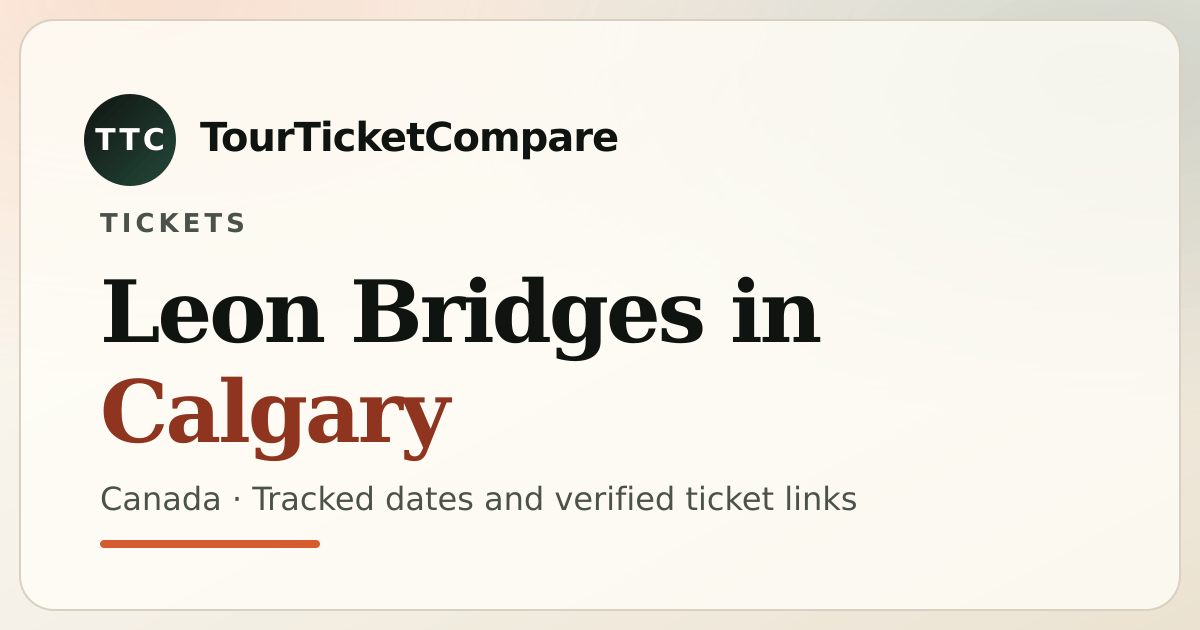 TTC TourTicketCompare
TICKETS
Leon Bridges in
Calgary
Canada · Tracked dates and verified ticket links